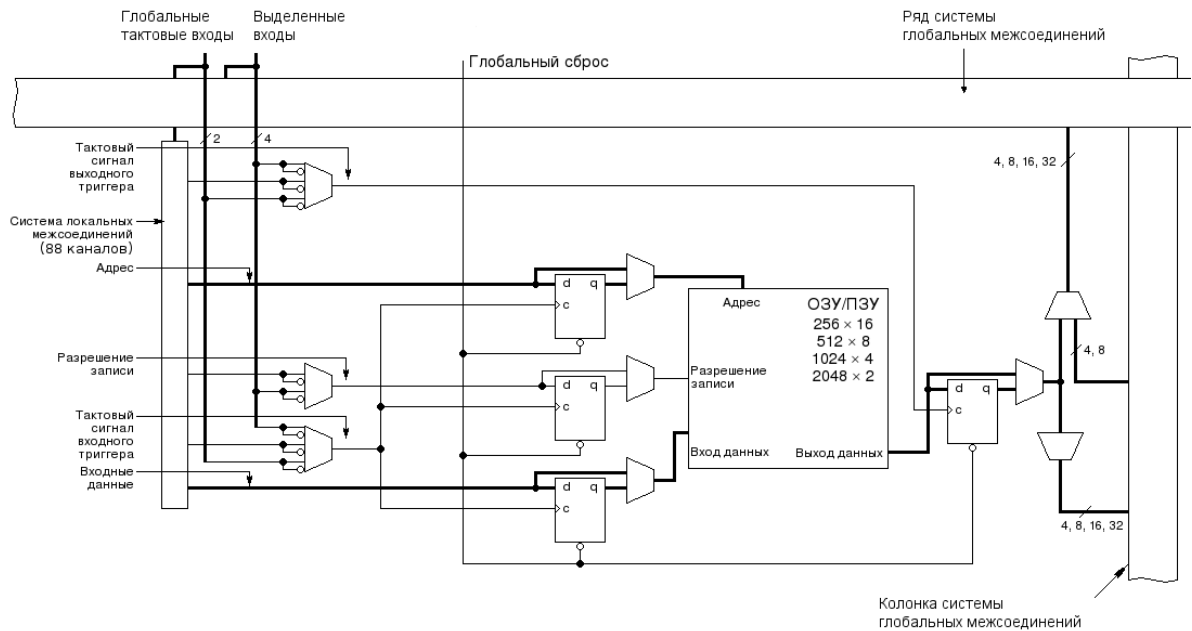 Глобальные
тактовые входы
Выделенные
входы
Ряд системы
глобальных межсоединений
Глобальный сброс
2
4
Тактовый
сигнал
выходного
триггера
4, 8, 16, 32
Система локальных
межсоединений
(88 каналов)
Адрес
d q
c
Адрес
ОЗУ/ПЗУ
256 × 16
512 × 8
1024 × 4
2048 × 2
4, 8
Разрешение
записи
Разрешение
записи
d q
c
d q
c
Тактовый
сигнал
входного
триггера
Вход данных
Выход данных
Входные
данные
d q
c
4, 8, 16, 32
Колонка системы
глобальных межсоединений